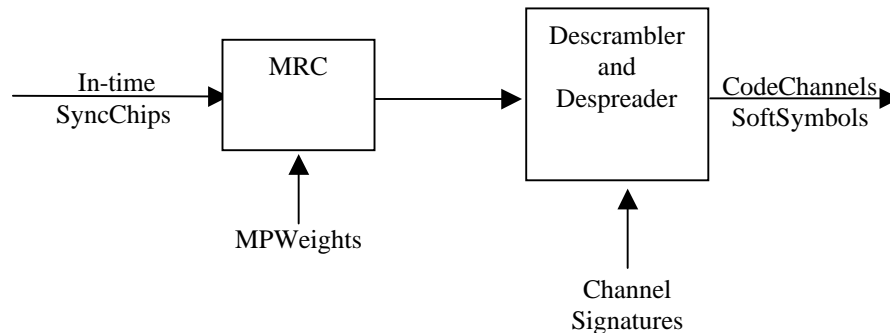 In-time
SyncChips
MRC
MPWeights
Descrambler
and
Despreader
Channel
Signatures
CodeChannels
SoftSymbols